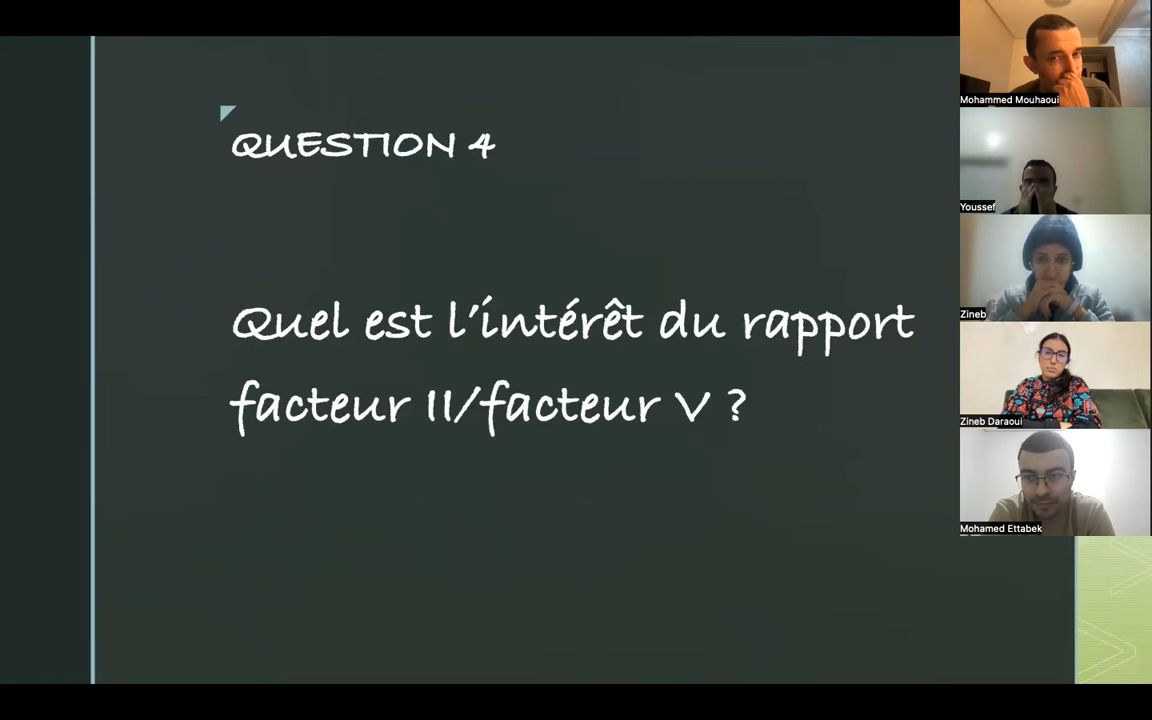 QUESTION 4
Quel est l'intérêt du rapport
facteur II/facteur V ?
Mohammed Mouhaoui
Youssef
Zineb
Zineb Daraoui
Mohamed Ettabek